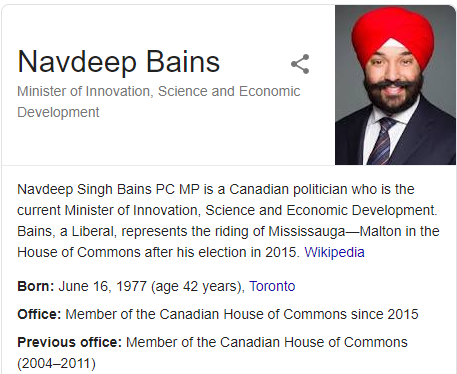 Navdeep Bains
Minister of Innovation, Science and Economic
Development
Navdeep Singh Bains PC MP is a Canadian politician who is the
current Minister of Innovation, Science and Economic Development.
Bains, a Liberal, represents the riding of Mississauga—Malton in the
House of Commons after his election in 2015. Wikipedia
Born: June 16, 1977 (age 42 years), Toronto
Office: Member of the Canadian House of Commons since 2015
Previous office: Member of the Canadian House of Commons
(2004–2011)